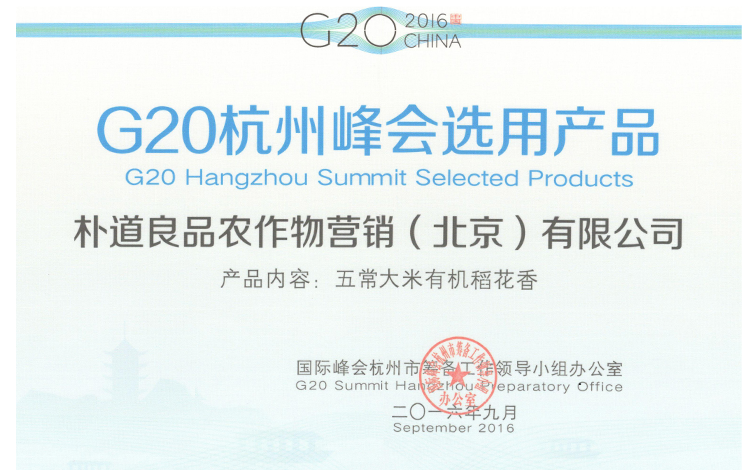 G20 2016
CHINA
G20杭州峰会选用产品
G20 Hangzhou Summit Selected Products
朴道良品农作物营销（北京）有限公司
产品内容：五常大米有机稻花香
国际峰会杭州市筹备工作领导小组办公室
G20 Summit Hangzhou Preparatory Office
办公室
二〇一六年九月
September 2016